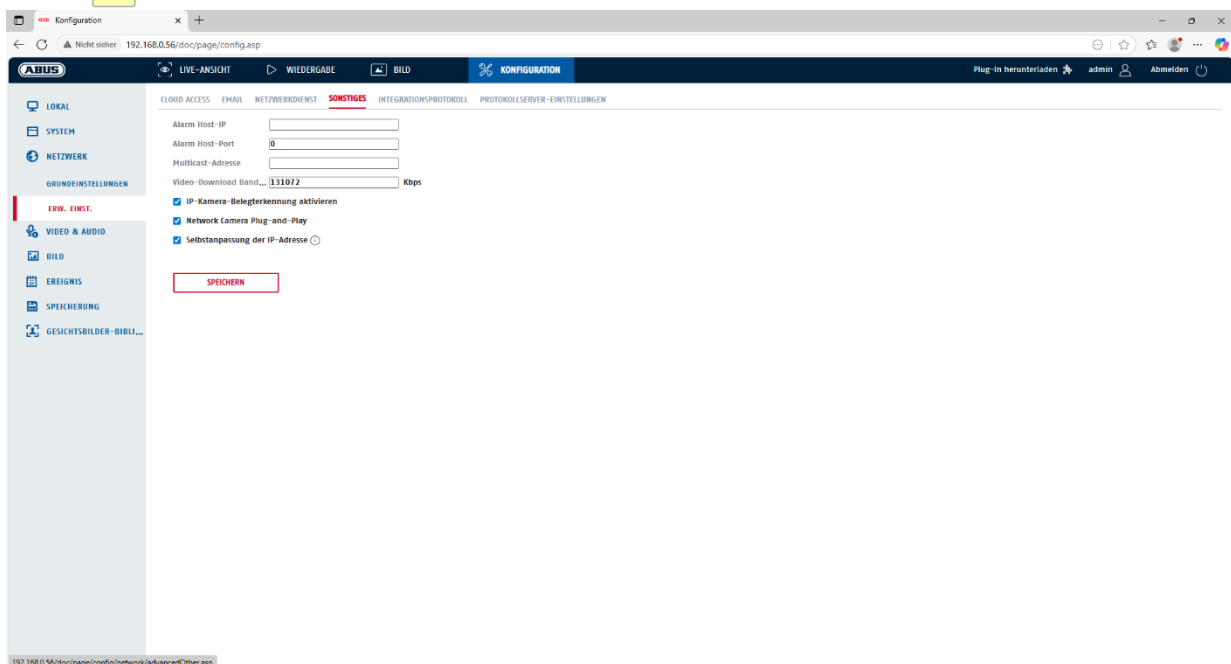 Konfiguration
Nicht sicher 192.168.0.56/doc/page/config.asp
ABUS LIVE-ANSICHT WIEDERGABE BILD KONFIGURATION Plug-In herunterladen admin Abmelden
CLOUD ACCESS EMAIL NETZWERKDIENST SONSTIGES INTEGRATIONSPROTOKOLL PROTOKOLLSERVER-EINSTELLUNGEN
LOKAL
SYSTEM
NETZWERK
GRUNDEINSTELLUNGEN
ERW. EINST.
VIDEO & AUDIO
BILD
EREIGNIS
SPEICHERUNG
GESICHTSBILDER-BIBLI...
Alarm Host-IP
Alarm Host-Port 0
Multicast-Adresse
Video-Download Band... 131072 Kbps
IP-Kamera-Belegterkennung aktivieren
Network Camera Plug-and-Play
Selbstanpassung der IP-Adresse
SPEICHERN
192.168.0.56/doc/page/config/network/advancedOther.asp